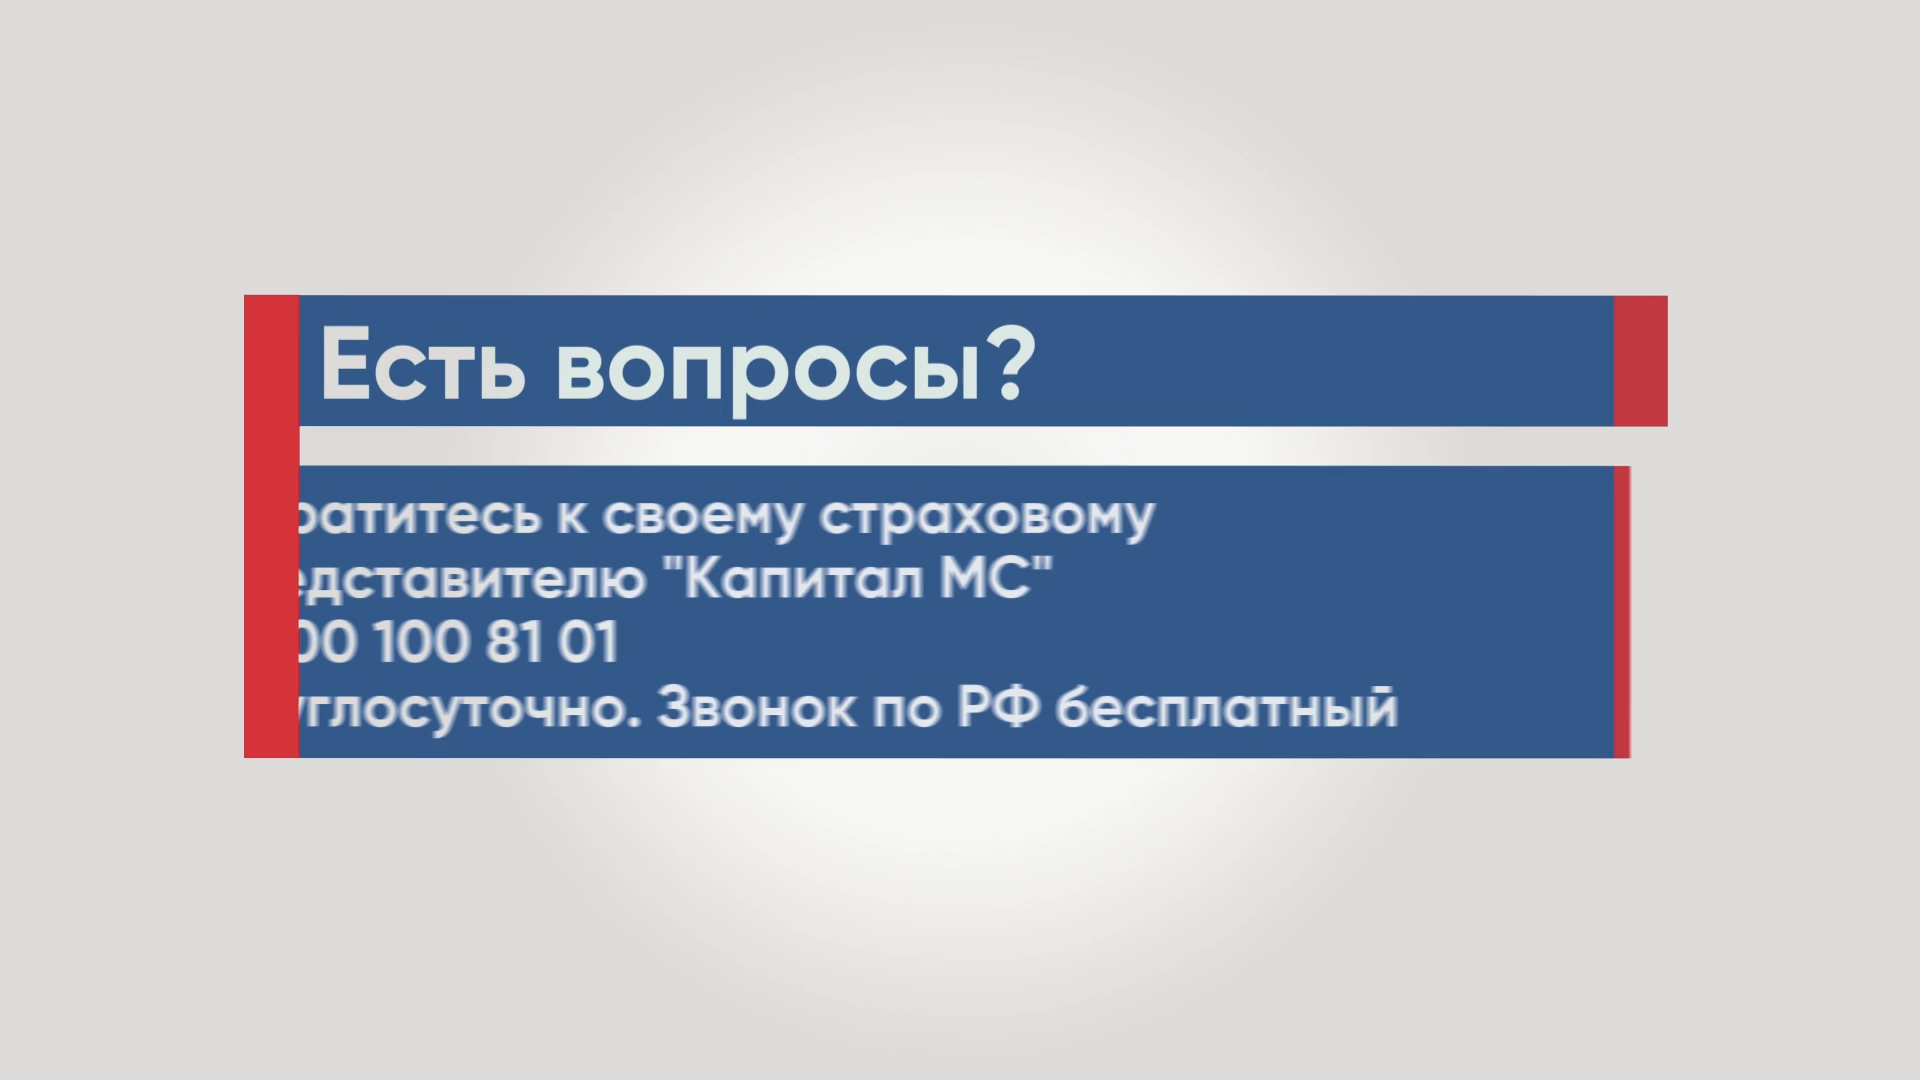 Есть вопросы?
ратитесь к своему страховому
едставителю "Капитал МС"
00 100 81 01
углосуточно. Звонок по РФ бесплатный